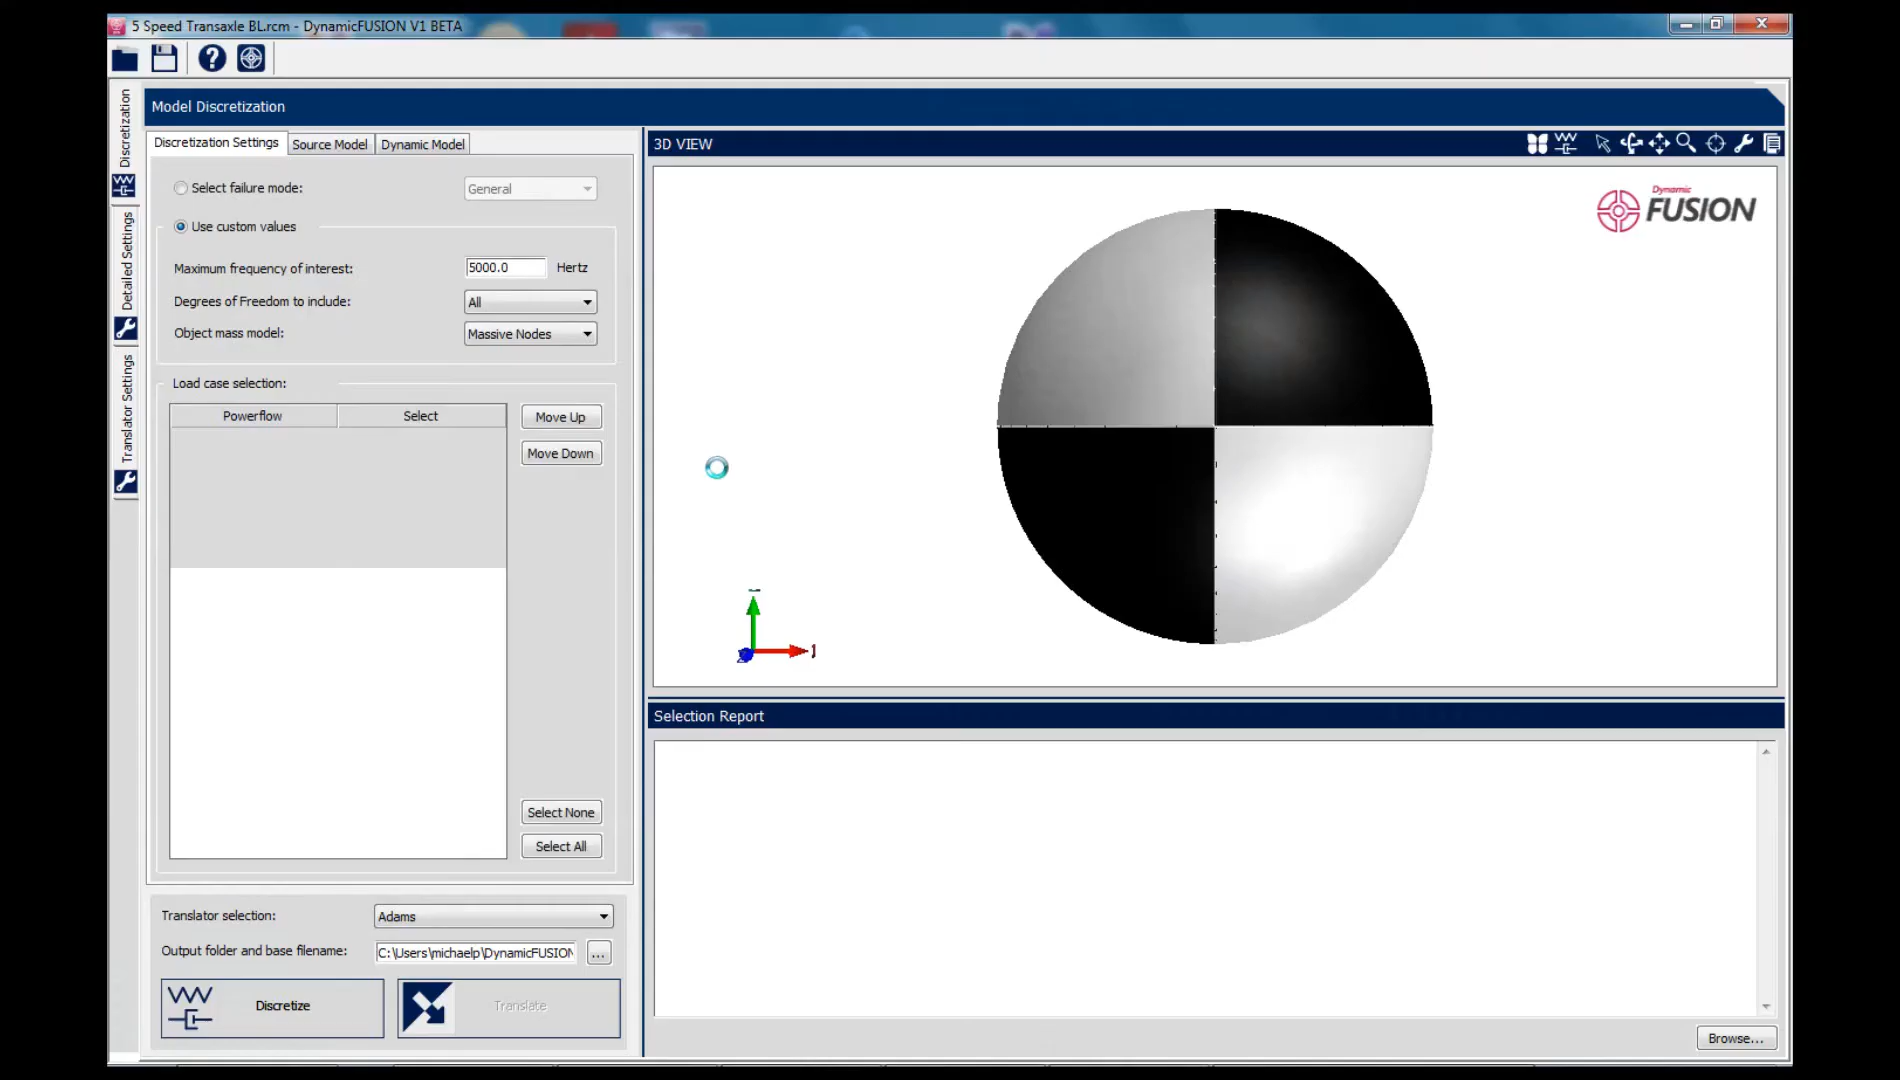 5 Speed Transaxle BL.rcm - DynamicFUSION V1 BETA
Model Discretization
Discretization
Detailed Settings
Translator Settings
Discretization Settings
Source Model
Dynamic Model
Select failure mode:
General
Use custom values
Maximum frequency of interest:
5000.0
Hertz
Degrees of Freedom to include:
All
Object mass model:
Massive Nodes
Load case selection:
Powerflow
Select
Move Up
Move Down
Select None
Select All
Translator selection:
Adams
Output folder and base filename:
C:\Users\michaelp\DynamicFUSION
...
Discretize
Translate
3D VIEW
Dynamic
FUSION
Selection Report
Browse...